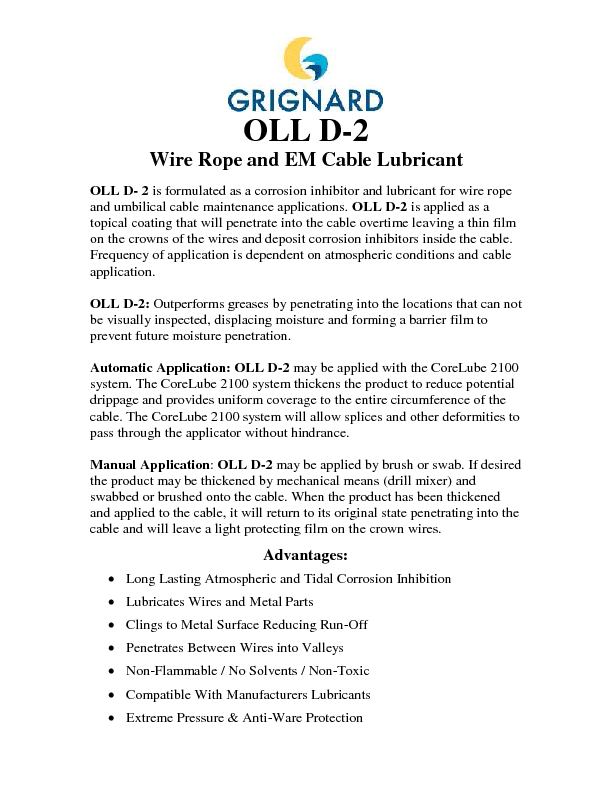 GRIGNARD
OLL D-2
Wire Rope and EM Cable Lubricant
OLL D- 2 is formulated as a corrosion inhibitor and lubricant for wire rope
and umbilical cable maintenance applications. OLL D-2 is applied as a
topical coating that will penetrate into the cable overtime leaving a thin film
on the crowns of the wires and deposit corrosion inhibitors inside the cable.
Frequency of application is dependent on atmospheric conditions and cable
application.
OLL D-2: Outperforms greases by penetrating into the locations that can not
be visually inspected, displacing moisture and forming a barrier film to
prevent future moisture penetration.
Automatic Application: OLL D-2 may be applied with the CoreLube 2100
system. The CoreLube 2100 system thickens the product to reduce potential
drippage and provides uniform coverage to the entire circumference of the
cable. The CoreLube 2100 system will allow splices and other deformities to
pass through the applicator without hindrance.
Manual Application: OLL D-2 may be applied by brush or swab. If desired
the product may be thickened by mechanical means (drill mixer) and
swabbed or brushed onto the cable. When the product has been thickened
and applied to the cable, it will return to its original state penetrating into the
cable and will leave a light protecting film on the crown wires.
Advantages:
• Long Lasting Atmospheric and Tidal Corrosion Inhibition
• Lubricates Wires and Metal Parts
• Clings to Metal Surface Reducing Run-Off
• Penetrates Between Wires into Valleys
• Non-Flammable / No Solvents / Non-Toxic
• Compatible With Manufacturers Lubricants
• Extreme Pressure & Anti-Ware Protection